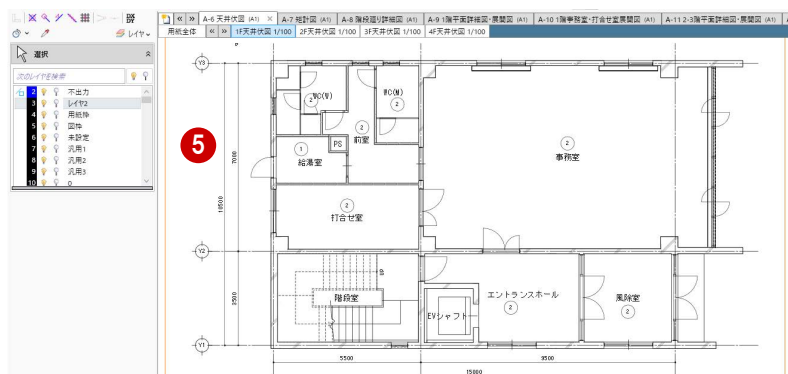 A-6 天井伏図 (A1) ×
A-7 矩計図 (A1)
A-8 階段廻り詳細図 (A1)
A-9 1階平面詳細図・展開図 (A1)
A-10 1階事務室・打合せ室展開図 (A1)
A-11 2-3階平面詳細図・展開図 (A1)
レイヤ
用紙全体
1F天井伏図 1/100
2F天井伏図 1/100
3F天井伏図 1/100
4F天井伏図 1/100
選択
次のレイヤを検索
2 不出力
3 レイヤ2
4 用紙枠
5 図枠
6 未設定
7 汎用1
8 汎用2
9 汎用3
10 0
5
Y3
WC(W)
2
WC(M)
2
2
前室
PS
1
給湯室
2
事務室
7000
10500
2
打合せ室
Y2
UP
階段室
3500
EVシャフト
エントランスホール
2
風除室
2
Y1
5500
9500
15000